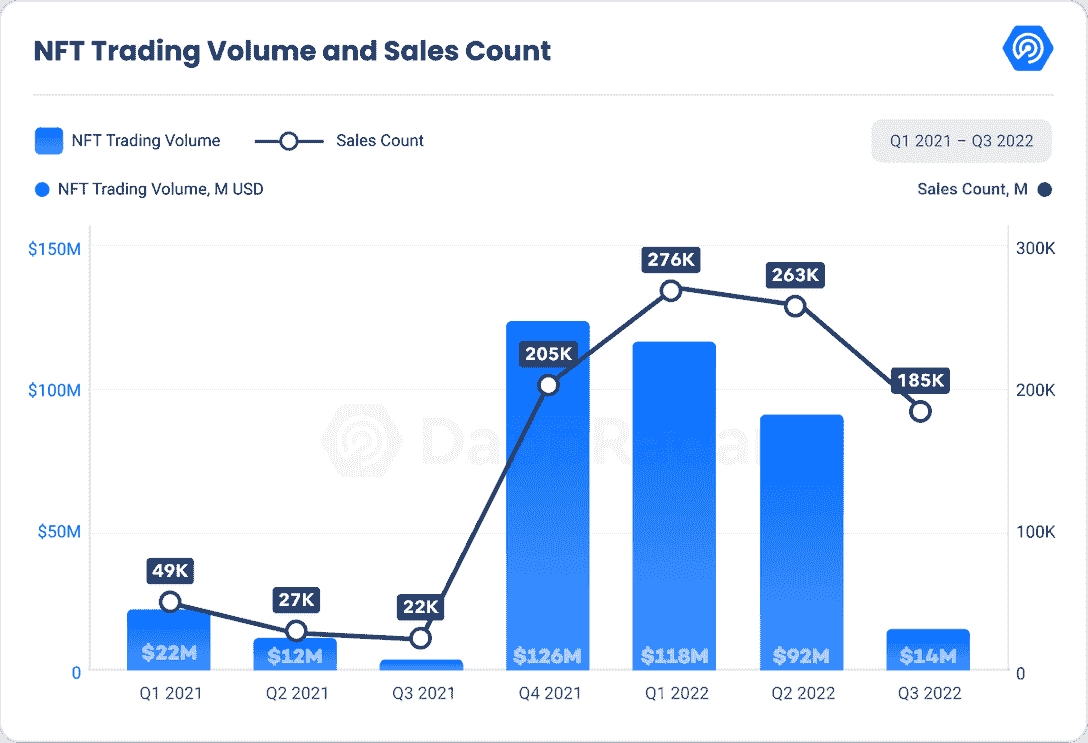 NFT Trading Volume and Sales Count
NFT Trading Volume
Sales Count
Q1 2021 – Q3 2022
NFT Trading Volume, M USD
Sales Count, M
$150M
$100M
$50M
0
300K
200K
100K
0
49K
27K
22K
205K
276K
263K
185K
$22M
$12M
$126M
$118M
$92M
$14M
Q1 2021
Q2 2021
Q3 2021
Q4 2021
Q1 2022
Q2 2022
Q3 2022